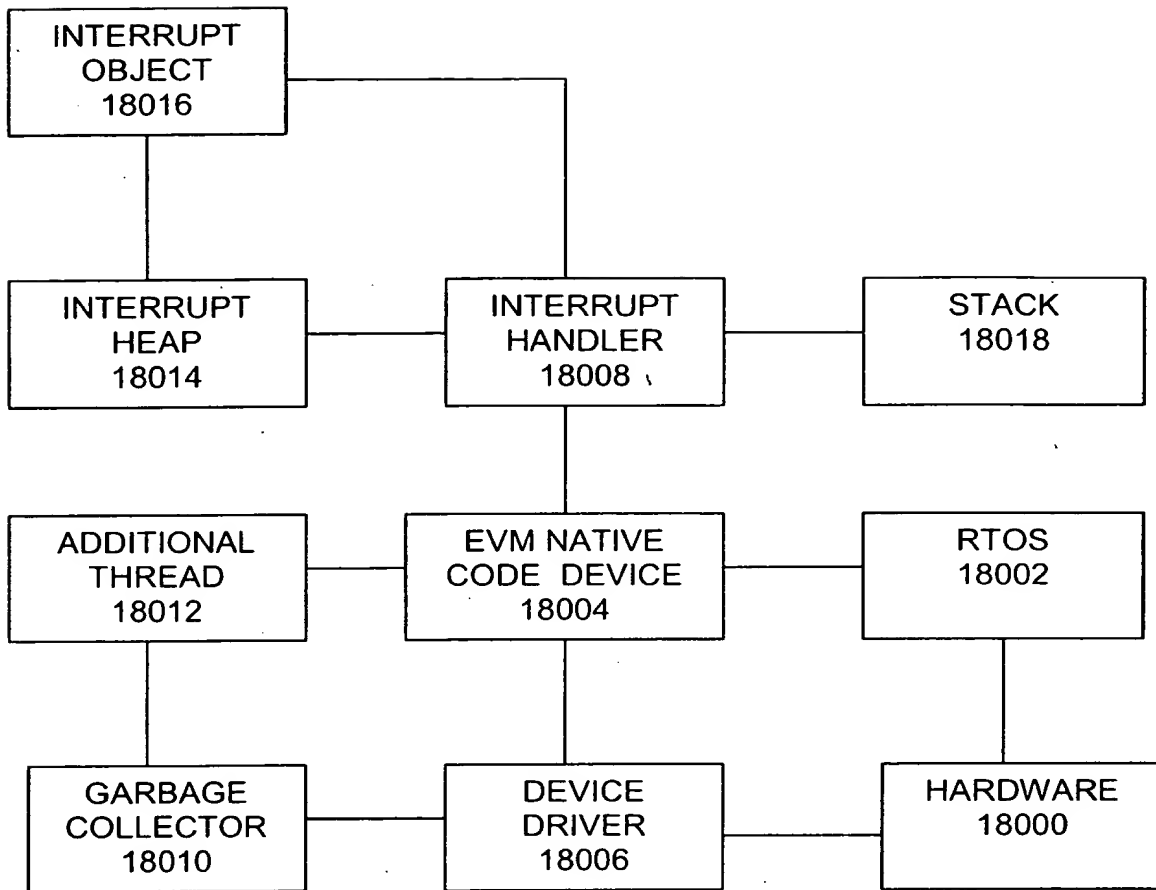 INTERRUPT
OBJECT
18016
INTERRUPT
HEAP
18014
INTERRUPT
HANDLER
18008
STACK
18018
ADDITIONAL
THREAD
18012
EVM NATIVE
CODE DEVICE
18004
RTOS
18002
GARBAGE
COLLECTOR
18010
DEVICE
DRIVER
18006
HARDWARE
18000